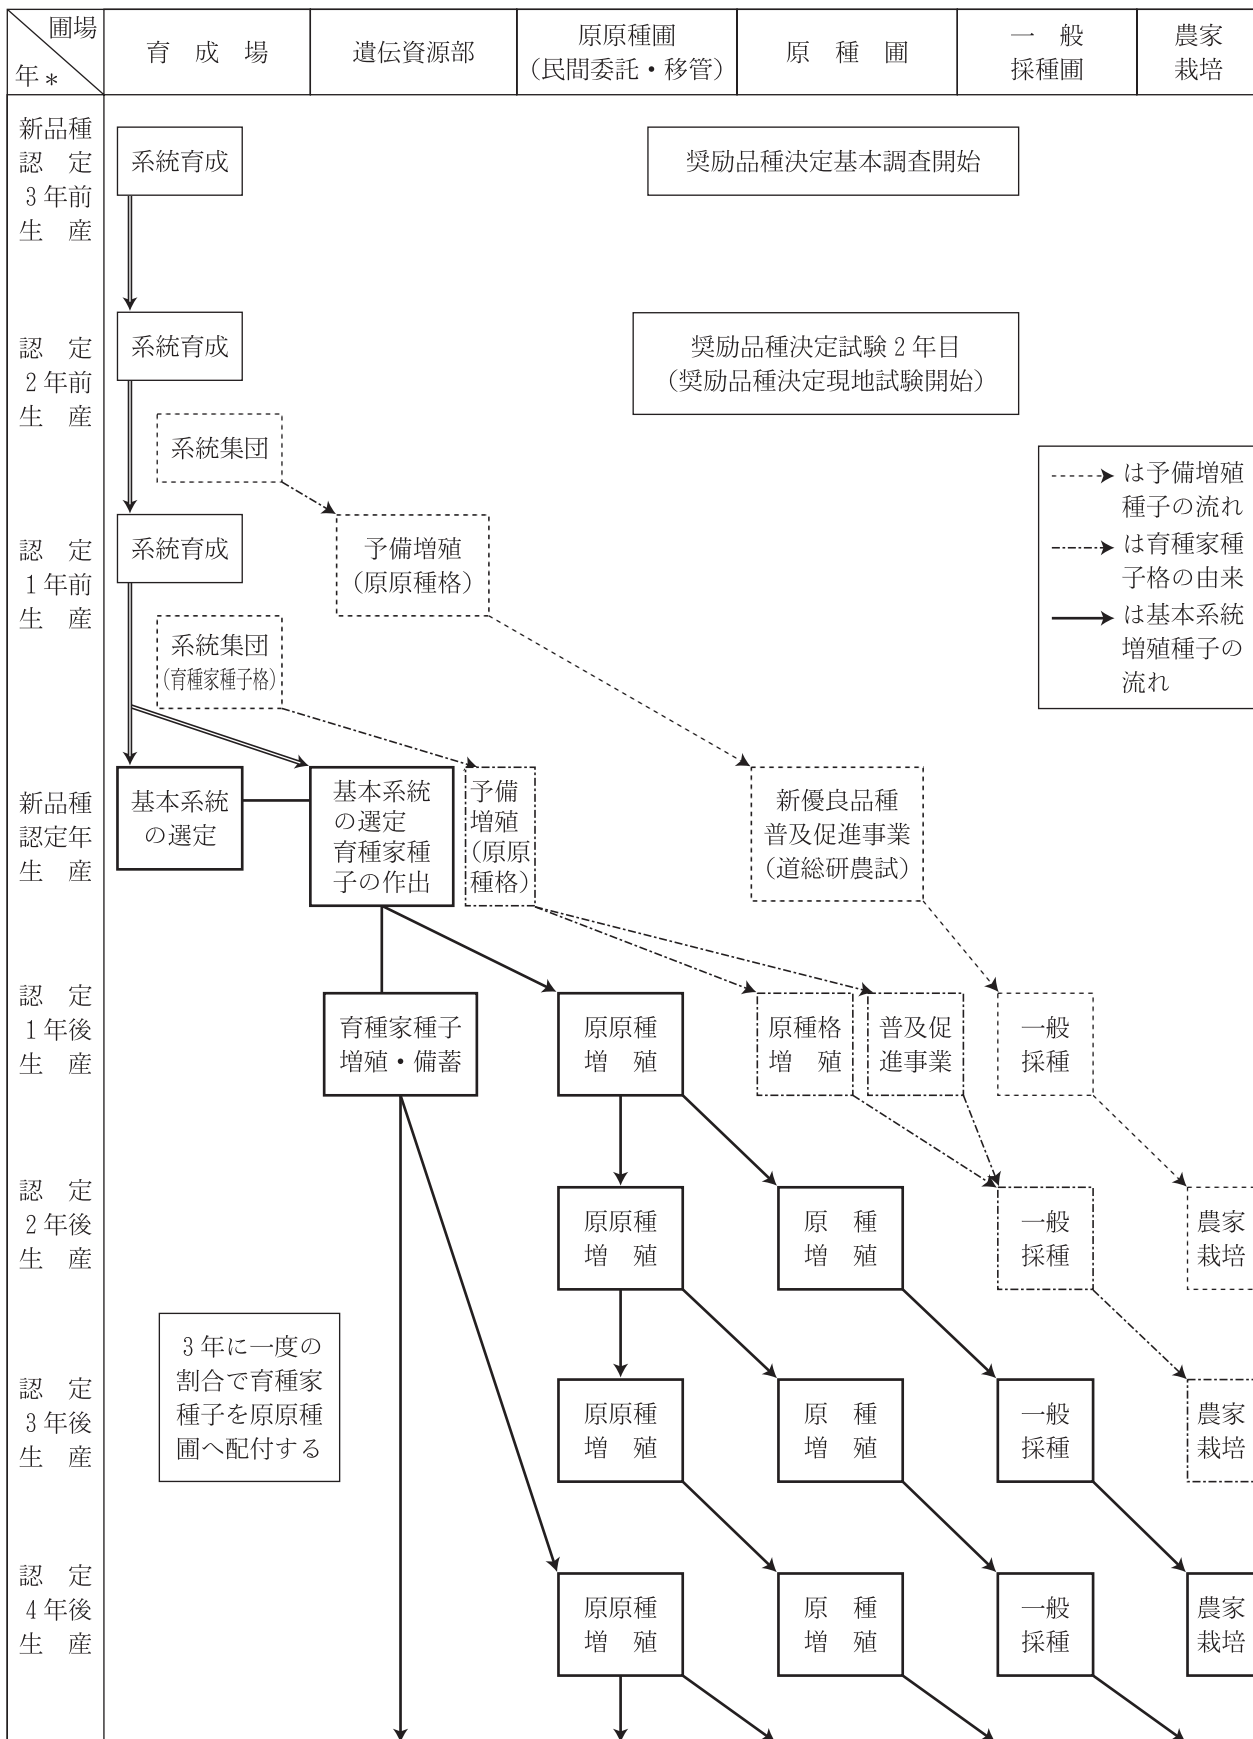 圃場
年*
育 成 場
遺伝資源部
原原種圃
(民間委託・移管)
原 種 圃
一 般
採種圃
農家
栽培
新品種
認 定
3年前
生 産
系統育成
奨励品種決定基本調査開始
認 定
2年前
生 産
系統育成
奨励品種決定試験2年目
(奨励品種決定現地試験開始)
系統集団
は予備増殖
種子の流れ
は育種家種
子格の由来
は基本系統
増殖種子の
流れ
認 定
1年前
生 産
系統育成
予備増殖
(原原種格)
系統集団
(育種家種子格)
新品種
認定年
生 産
基本系統
の選定
基本系統
の選定
育種家種
子の作出
予備
増殖
(原原
種格)
新優良品種
普及促進事業
(道総研農試)
認 定
1年後
生 産
育種家種子
増殖・備蓄
原原種
増 殖
原種格
増 殖
普及促
進事業
一般
採種
認 定
2年後
生 産
原原種
増 殖
原 種
増 殖
一般
採種
農家
栽培
3年に一度の
割合で育種家
種子を原原種
圃へ配付する
認 定
3年後
生 産
原原種
増 殖
原 種
増 殖
一般
採種
農家
栽培
認 定
4年後
生 産
原原種
増 殖
原 種
増 殖
一般
採種
農家
栽培